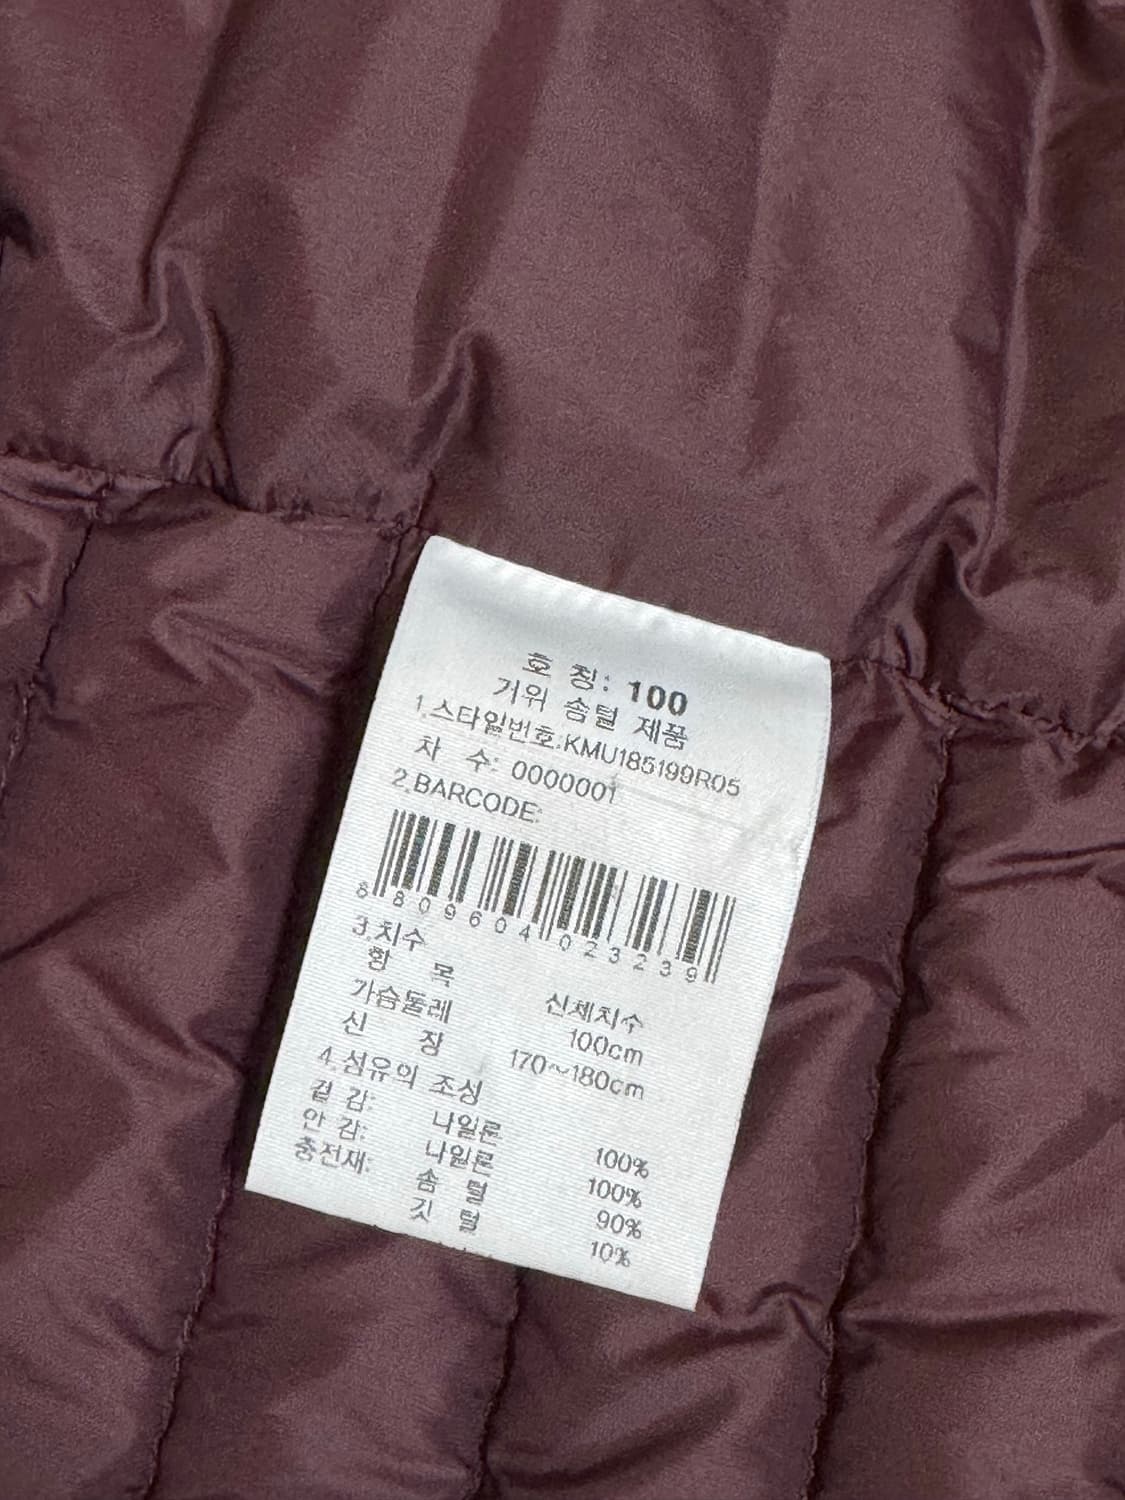 호 칭: 100
거위 솜털 제품
1.스타일번호:KMU185199R05
차 수: 0000001
2.BARCODE:
8809604023239
3.치수
항 목 신체치수
가슴둘레 100cm
신 장 170~180cm
4.섬유의 조성
겉 감: 나일론 100%
안 감: 나일론 100%
충전재: 솜 털 90%
깃 털 10%